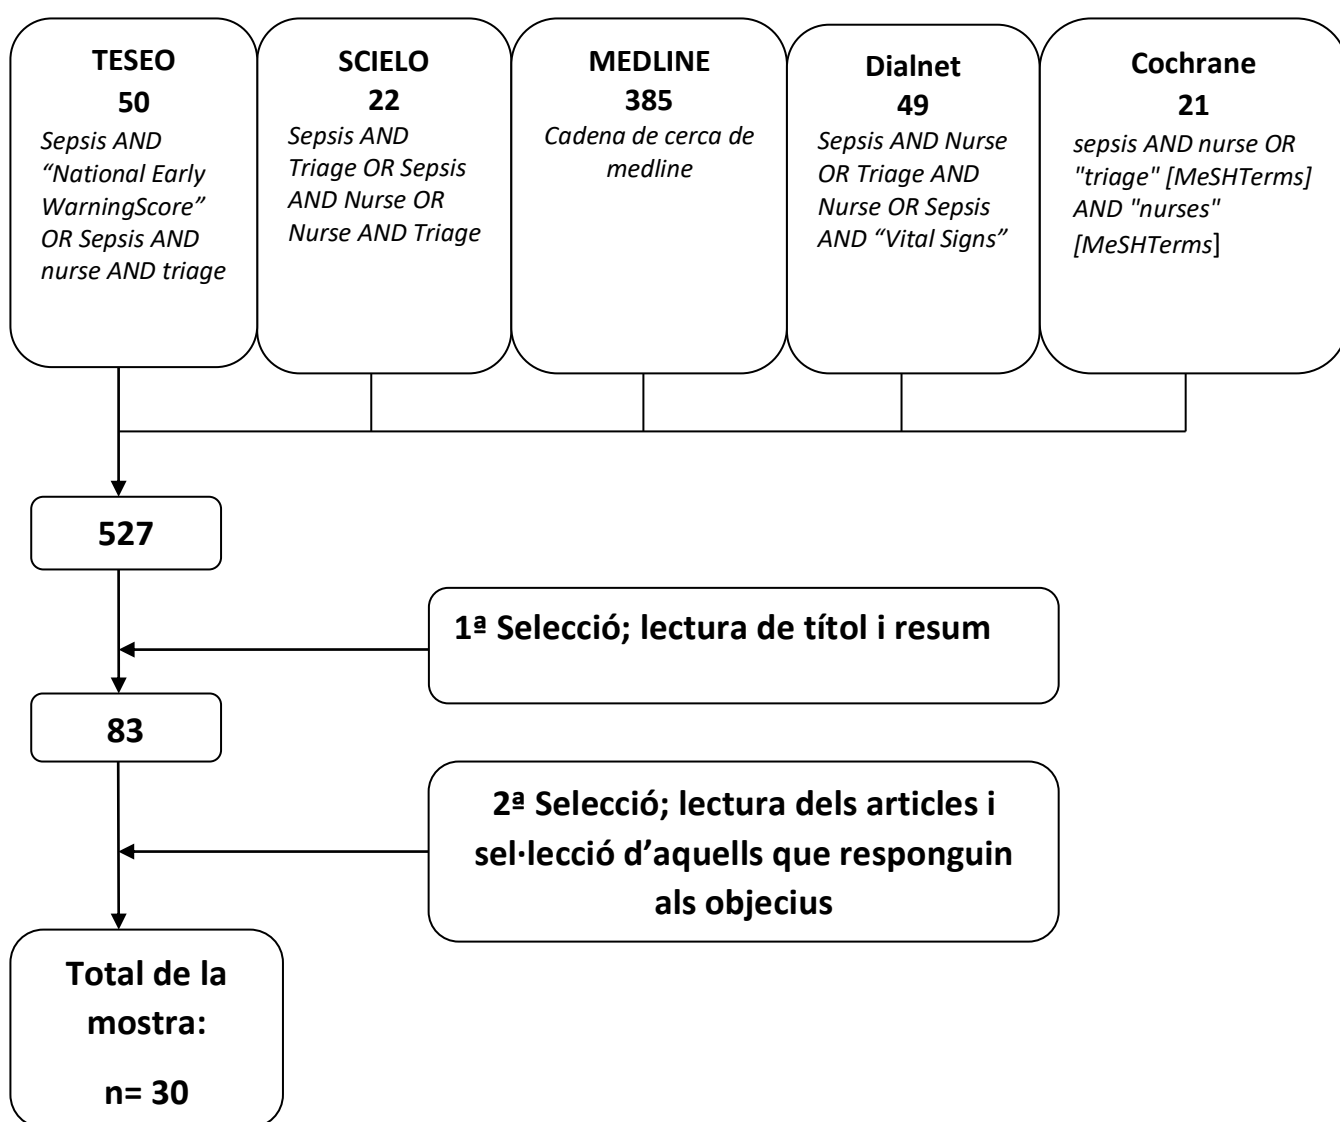 TESEO
50
Sepsis AND
“National Early
WarningScore”
OR Sepsis AND
nurse AND triage
SCIELO
22
Sepsis AND
Triage OR Sepsis
AND Nurse OR
Nurse AND Triage
MEDLINE
385
Cadena de cerca de
medline
Dialnet
49
Sepsis AND Nurse
OR Triage AND
Nurse OR Sepsis
AND “Vital Signs”
Cochrane
21
sepsis AND nurse OR
"triage" [MeSHTerms]
AND "nurses"
[MeSHTerms]
527
1ª Selecció; lectura de títol i resum
83
2ª Selecció; lectura dels articles i
sel·lecció d’aquells que responguin
als objecius
Total de la
mostra:
n= 30